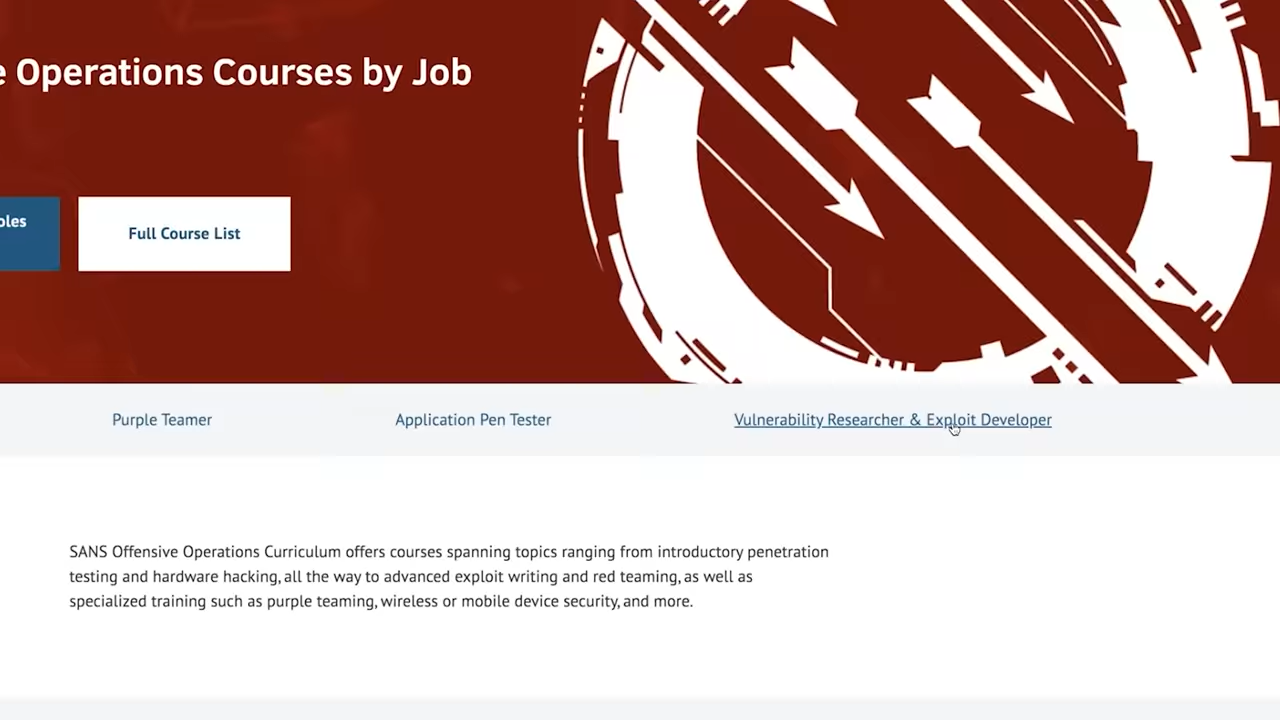 Operations Courses by Job
Full Course List
Purple Teamer
Application Pen Tester
Vulnerability Researcher & Exploit Developer
SANS Offensive Operations Curriculum offers courses spanning topics ranging from introductory penetration
testing and hardware hacking, all the way to advanced exploit writing and red teaming, as well as
specialized training such as purple teaming, wireless or mobile device security, and more.